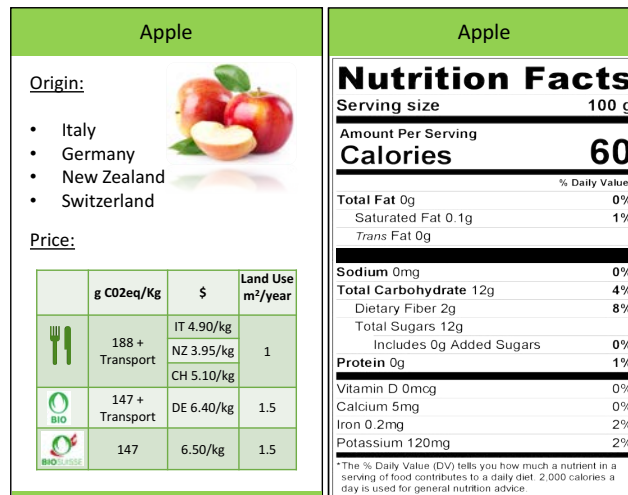 Apple
Origin:
• Italy
• Germany
• New Zealand
• Switzerland
Price:
g C02eq/Kg $ Land Use m²/year
188 + Transport IT 4.90/kg 1
NZ 3.95/kg
CH 5.10/kg
BIO 147 + Transport DE 6.40/kg 1.5
BIOSUISSE 147 6.50/kg 1.5
Apple
Nutrition Facts
Serving size 100 g
Amount Per Serving
Calories 60
% Daily Value
Total Fat 0g 0%
Saturated Fat 0.1g 1%
Trans Fat 0g
Sodium 0mg 0%
Total Carbohydrate 12g 4%
Dietary Fiber 2g 8%
Total Sugars 12g
Includes 0g Added Sugars 0%
Protein 0g 1%
Vitamin D 0mcg 0%
Calcium 5mg 0%
Iron 0.2mg 2%
Potassium 120mg 2%
*The % Daily Value (DV) tells you how much a nutrient in a
serving of food contributes to a daily diet. 2,000 calories a
day is used for general nutrition advice.